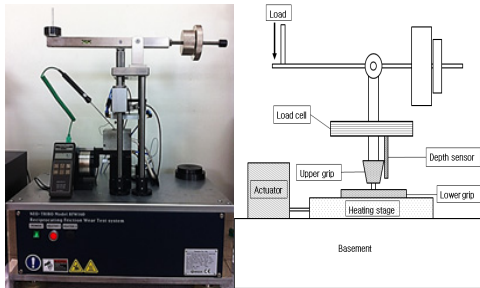 Reciprocating Friction Wear Test system
Load
Load cell
Depth sensor
Upper grip
Actuator
Lower grip
Heating stage
Basement